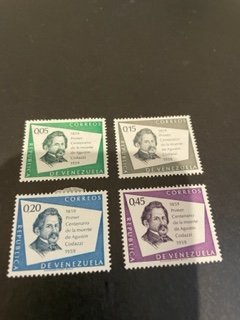 0,05
CORREOS
1859
Primer
Centenario
de la muerte
de Agustín
Codazzi
1959
REPUBLICA
DE VENEZUELA
0,15
CORREOS
1859
Primer
Centenario
de la muerte
de Agustín
Codazzi
1959
REPUBLICA
DE VENEZUELA
0,20
CORREOS
1859
Primer
Centenario
de la muerte
de Agustín
Codazzi
1959
REPUBLICA
DE VENEZUELA
0,45
CORREOS
1859
Primer
Centenario
de la muerte
de Agustín
Codazzi
1959
REPUBLICA
DE VENEZUELA